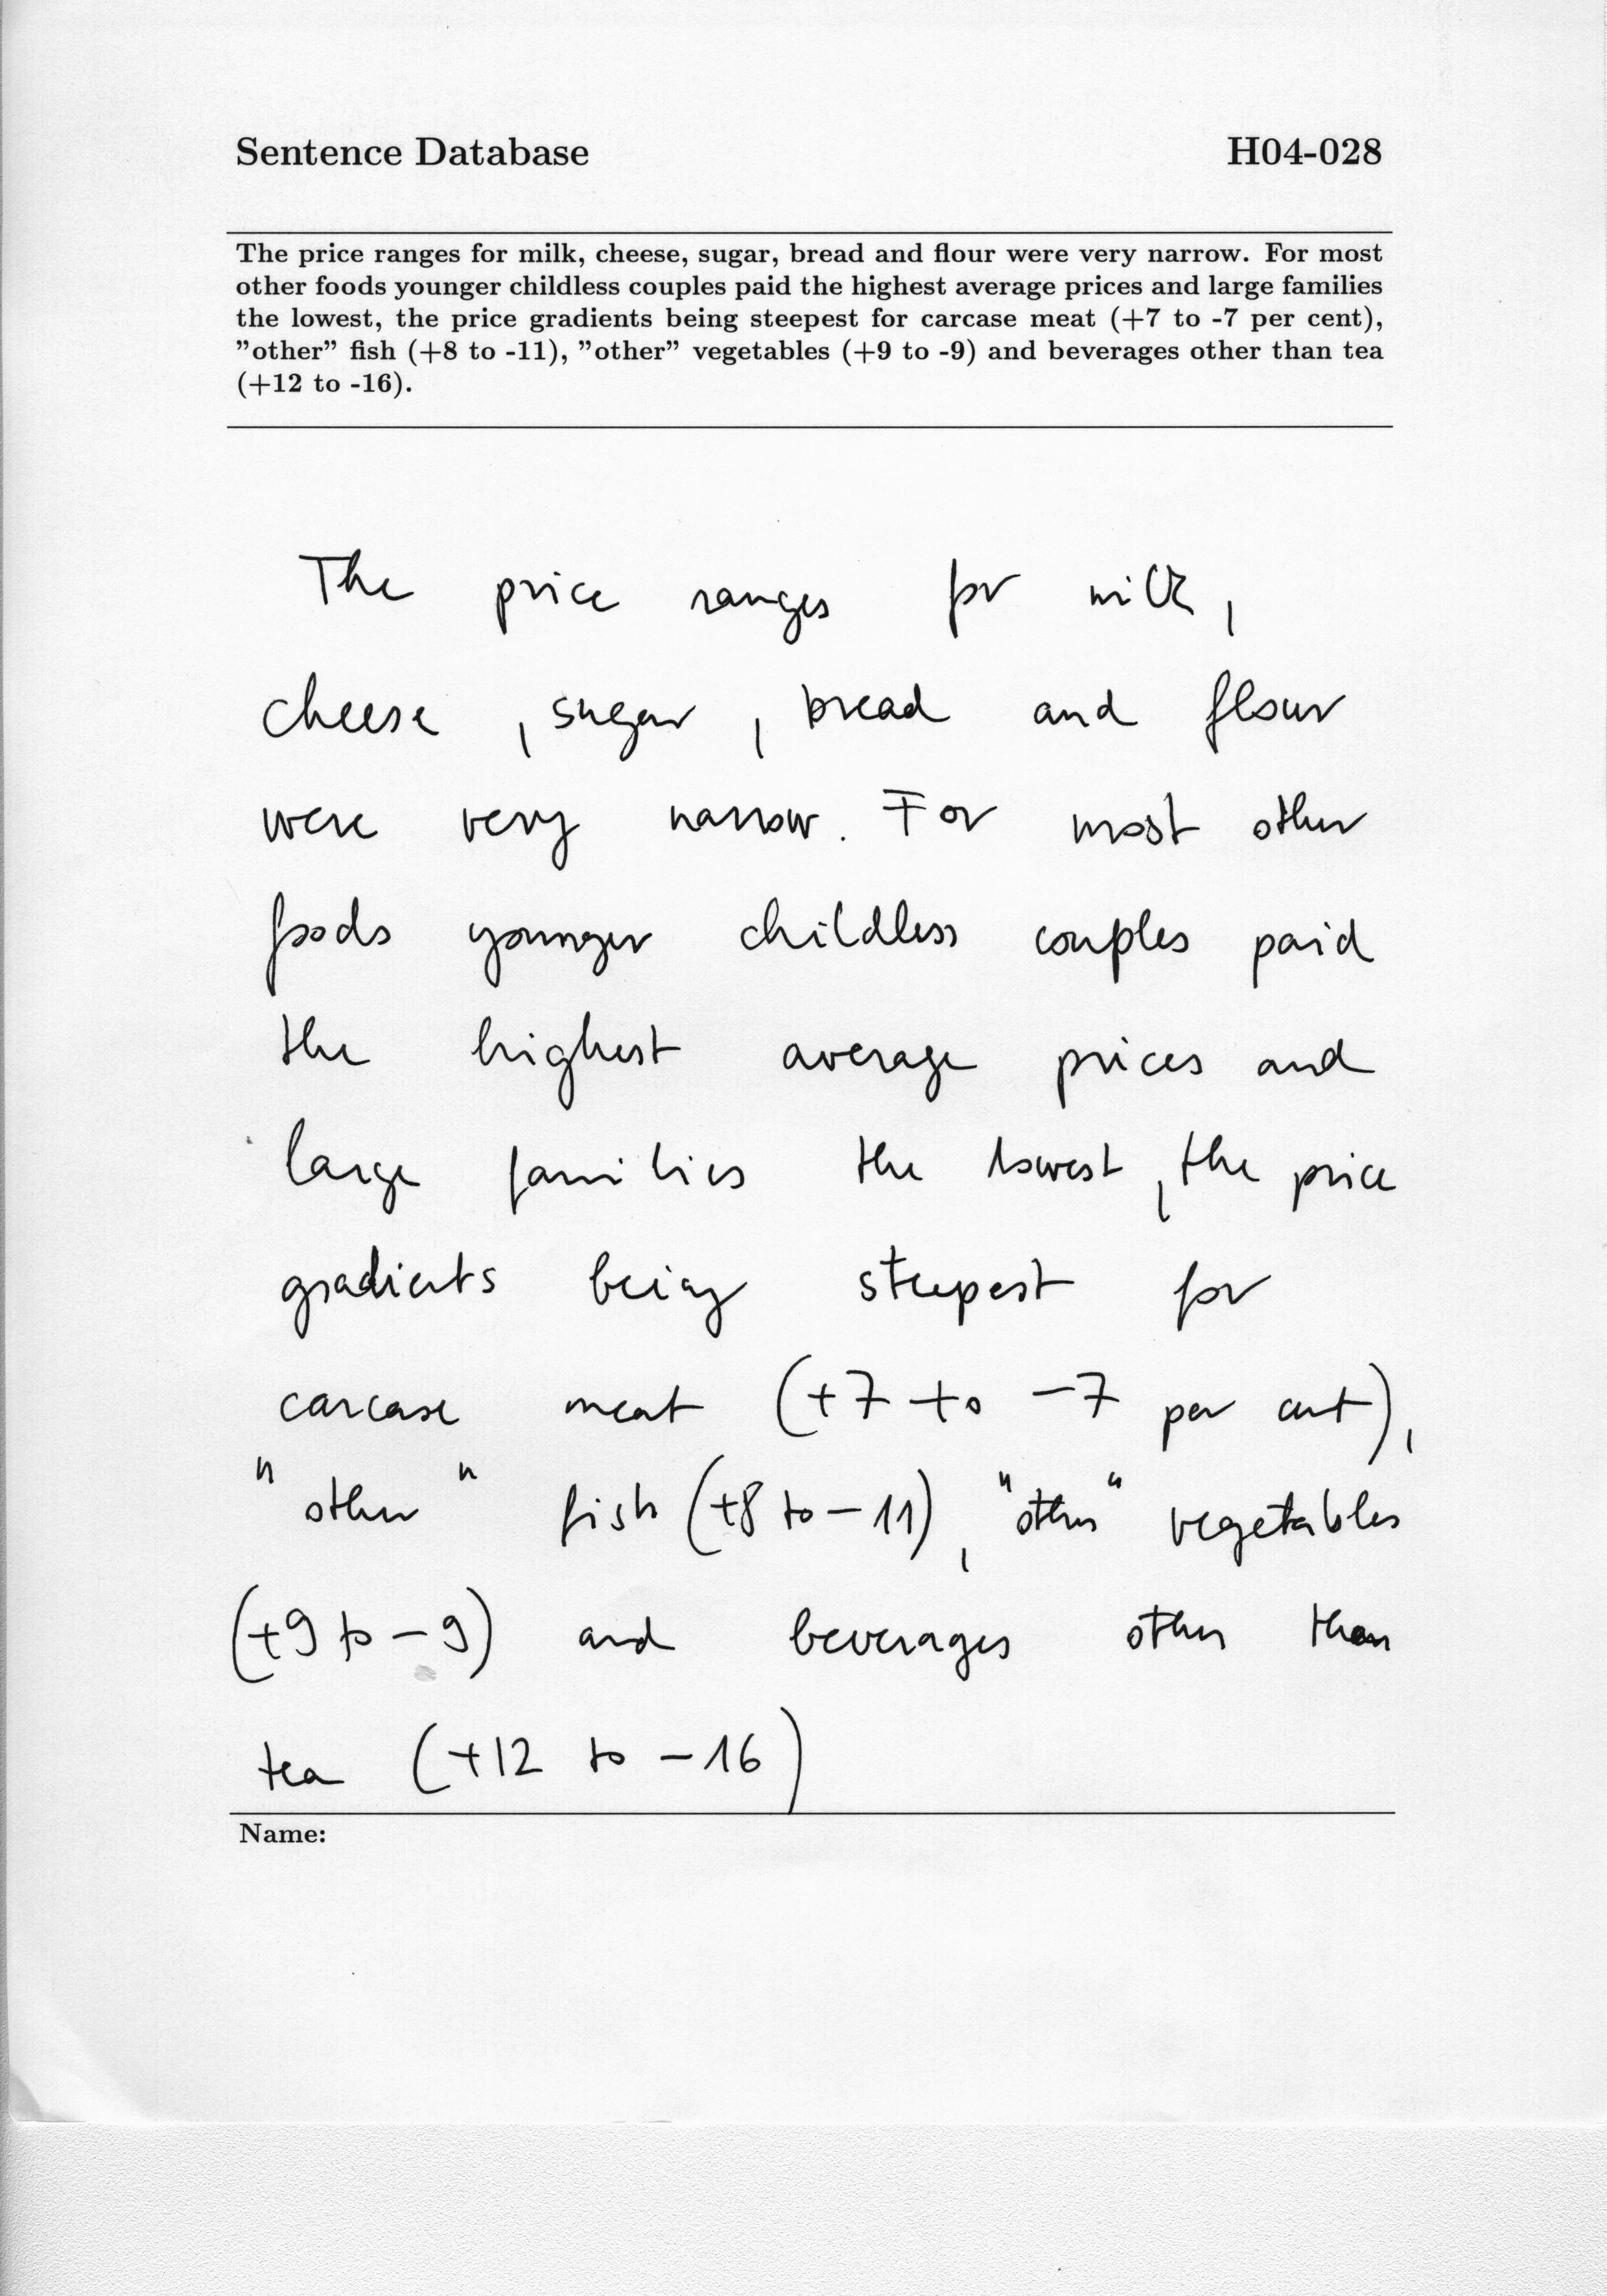 Sentence Database H04-028
The price ranges for milk, cheese, sugar, bread and flour were very narrow. For most
other foods younger childless couples paid the highest average prices and large families
the lowest, the price gradients being steepest for carcase meat (+7 to -7 per cent),
”other” fish (+8 to -11), ”other” vegetables (+9 to -9) and beverages other than tea
(+12 to -16).
The price ranges for milk,
cheese, sugar, bread and flour
were very narrow. For most other
foods younger childless couples paid
the highest average prices and
large families the lowest, the price
gradients being steepest for
carcase meat (+7 to -7 per cent),
"other" fish (+8 to -11), "other" vegetables
(+9 to -9) and beverages other than
tea (+12 to -16)
Name: